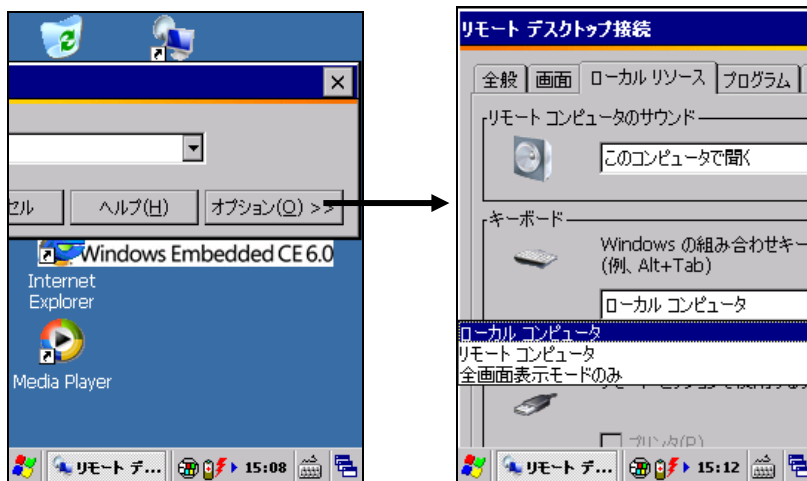 セル
ヘルプ(H)
オプション(O) >>
Windows Embedded CE 6.0
Internet
Explorer
Media Player
リモート デ...
15:08
リモート デスクトップ接続
全般
画面
ローカル リソース
プログラム
リモート コンピュータのサウンド
このコンピュータで聞く
キーボード
Windows の組み合わせキー
(例、Alt+Tab)
ローカル コンピュータ
ローカル コンピュータ
リモート コンピュータ
全画面表示モードのみ
プリンタ(P)
リモート デ...
15:12